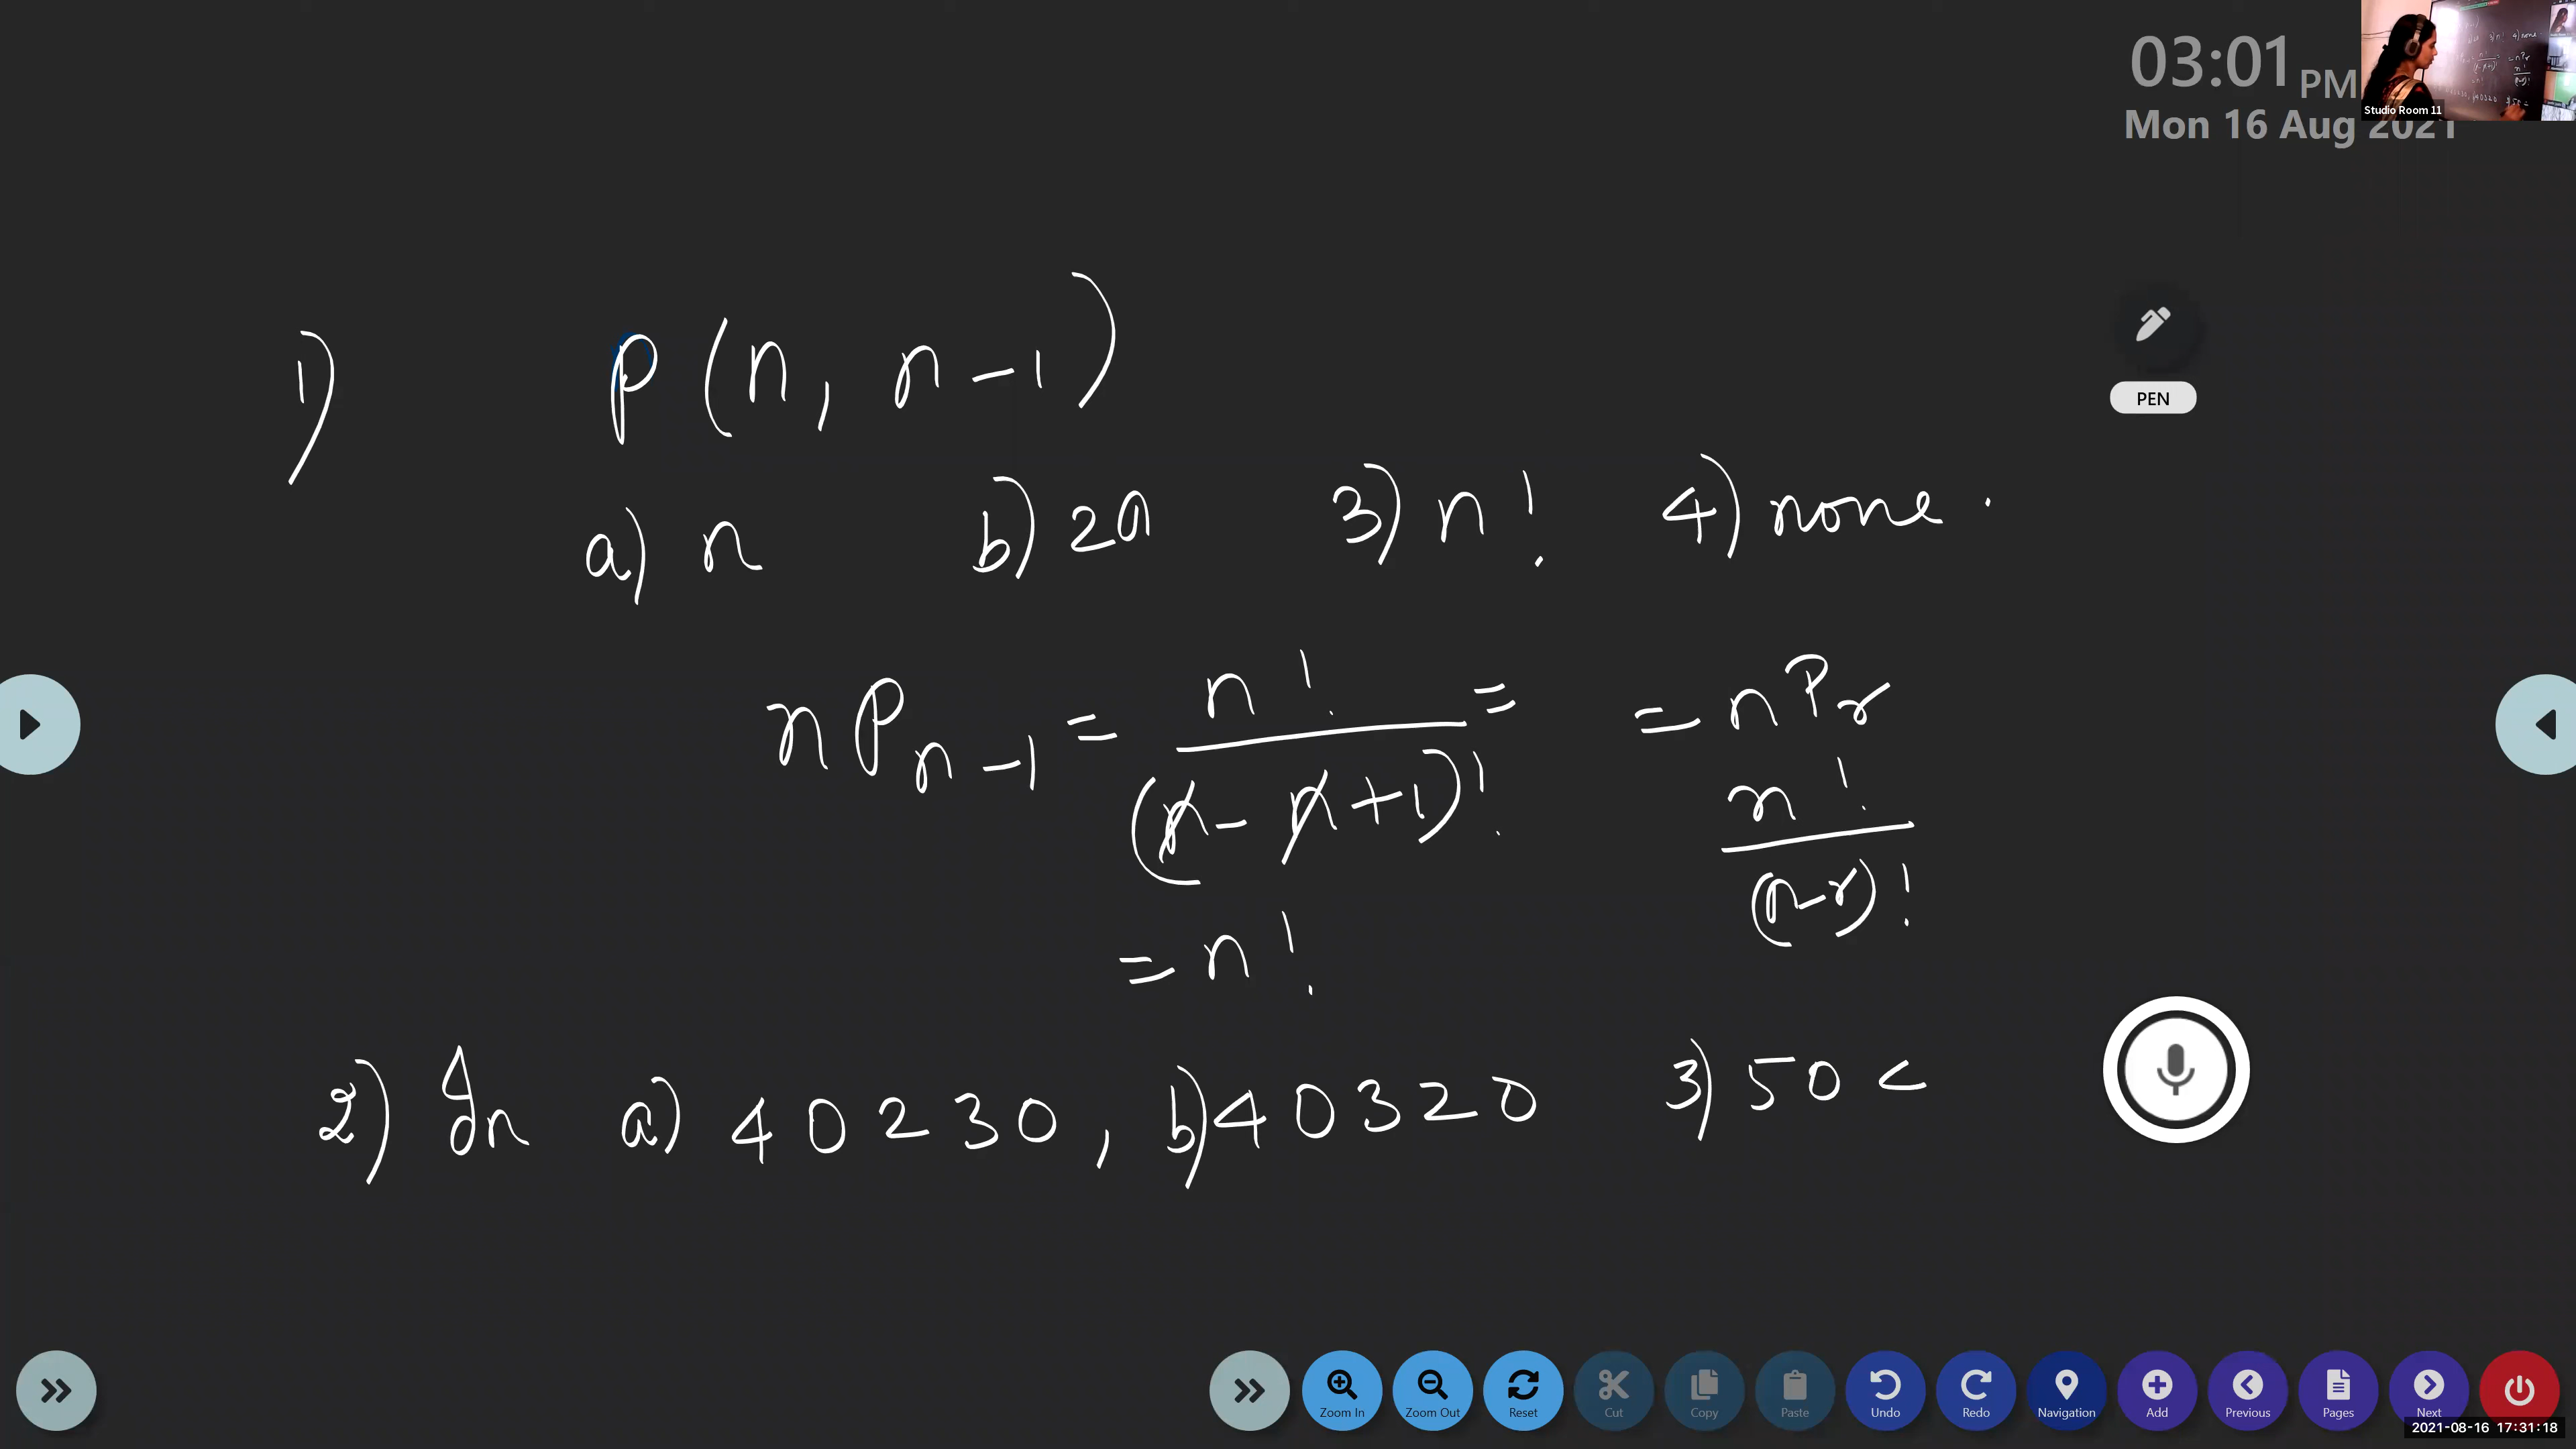 03:01 PM
Mon 16 Aug 2021
Studio Room 11
1) P(n, n-1)
PEN
a) n b) 2n 3) n! 4) none.
nPn-1 = n! / (n-n+1)! = = nPr
n! / (n-r)!
= n!
2) a) 40230, b) 40320 3) 50
Zoom In Zoom Out Reset Cut Copy Paste Undo Redo Navigation Add Previous Pages Next
2021-08-16 17:31:18